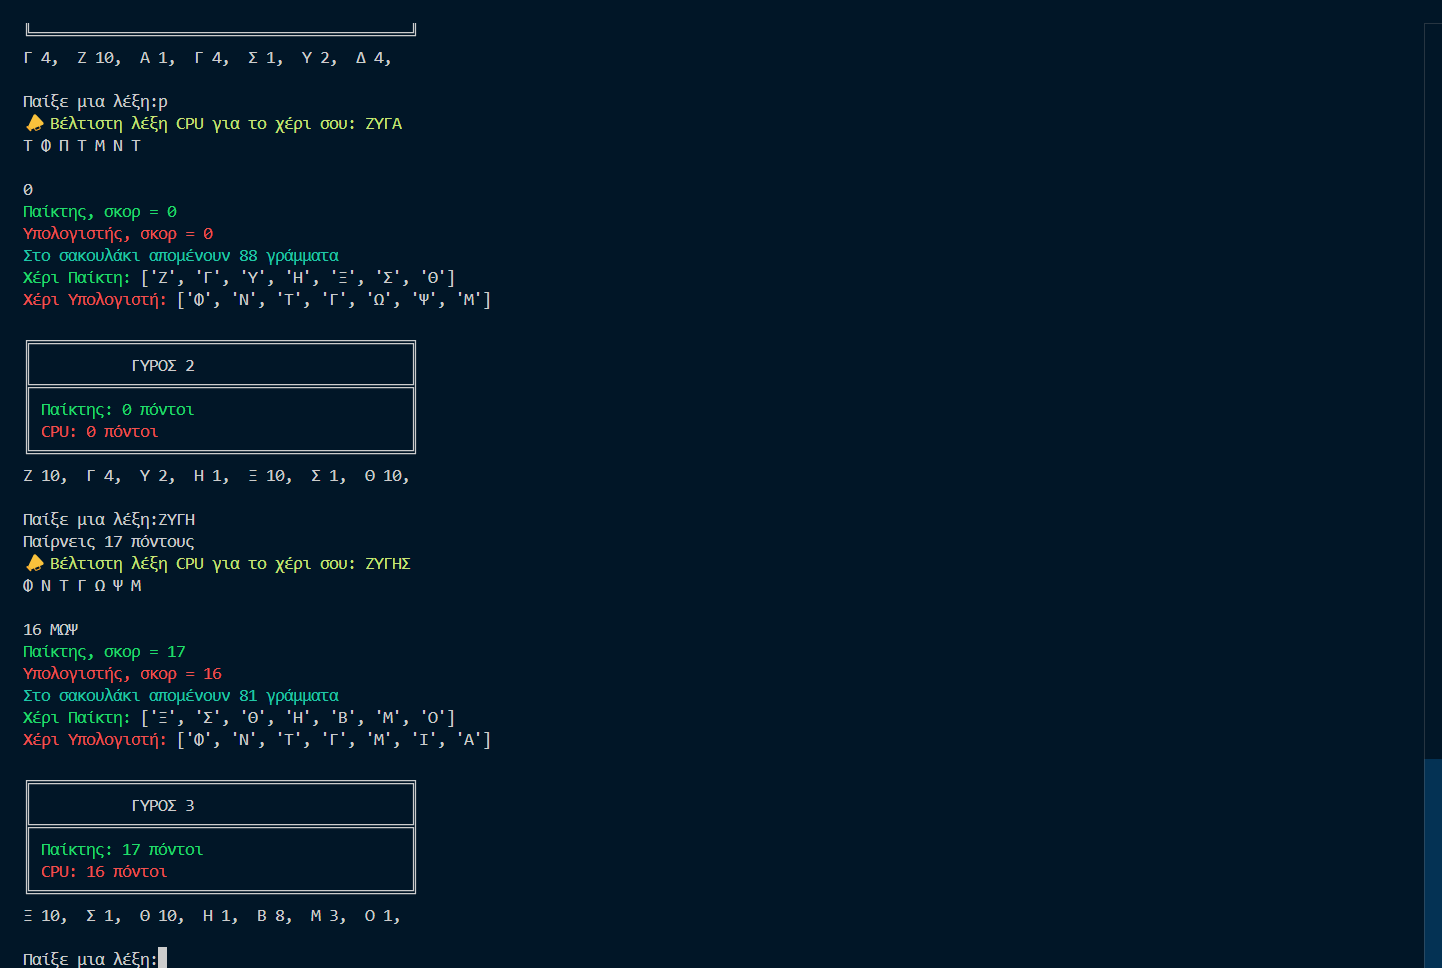 Γ 4,  Ζ 10,  Α 1,  Γ 4,  Σ 1,  Υ 2,  Δ 4,
Παίξε μια λέξη:p
Βέλτιστη λέξη CPU για το χέρι σου: ΖΥΓΑ
Τ Φ Π Τ Μ Ν Τ
0
Παίκτης, σκορ = 0
Υπολογιστής, σκορ = 0
Στο σακουλάκι απομένουν 88 γράμματα
Χέρι Παίκτη: ['Ζ', 'Γ', 'Υ', 'Η', 'Ξ', 'Σ', 'Θ']
Χέρι Υπολογιστή: ['Φ', 'Ν', 'Τ', 'Γ', 'Ω', 'Ψ', 'Μ']
ΓΥΡΟΣ 2
Παίκτης: 0 πόντοι
CPU: 0 πόντοι
Ζ 10,  Γ 4,  Υ 2,  Η 1,  Ξ 10,  Σ 1,  Θ 10,
Παίξε μια λέξη:ΖΥΓΗ
Παίρνεις 17 πόντους
Βέλτιστη λέξη CPU για το χέρι σου: ΖΥΓΗΣ
Φ Ν Τ Γ Ω Ψ Μ
16 ΜΩΨ
Παίκτης, σκορ = 17
Υπολογιστής, σκορ = 16
Στο σακουλάκι απομένουν 81 γράμματα
Χέρι Παίκτη: ['Ξ', 'Σ', 'Θ', 'Η', 'Β', 'Μ', 'Ο']
Χέρι Υπολογιστή: ['Φ', 'Ν', 'Τ', 'Γ', 'Μ', 'Ι', 'Α']
ΓΥΡΟΣ 3
Παίκτης: 17 πόντοι
CPU: 16 πόντοι
Ξ 10,  Σ 1,  Θ 10,  Η 1,  Β 8,  Μ 3,  Ο 1,
Παίξε μια λέξη: